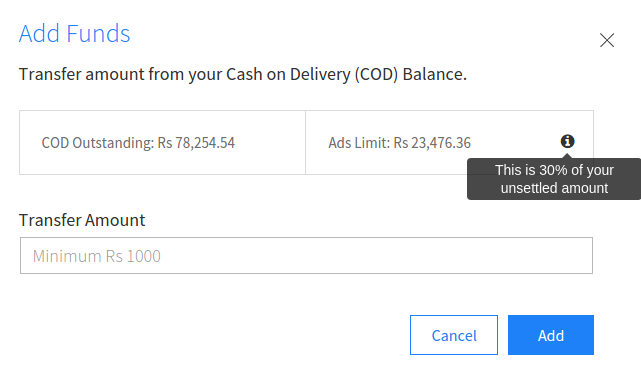 Add Funds
Transfer amount from your Cash on Delivery (COD) Balance.
COD Outstanding: Rs 78,254.54
Ads Limit: Rs 23,476.36
This is 30% of your
unsettled amount
Transfer Amount
Minimum Rs 1000
Cancel
Add